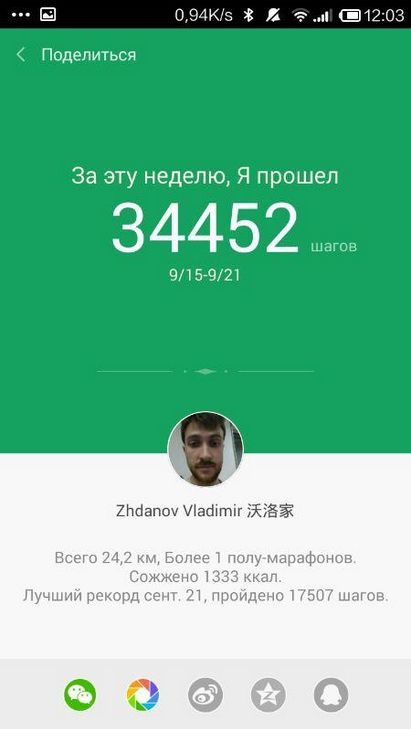 0,94K/s 12:03
Поделиться
За эту неделю, Я прошел
34452 шагов
9/15-9/21
Zhdanov Vladimir 沃洛家
Всего 24,2 км, Более 1 полу-марафонов.
Сожжено 1333 ккал.
Лучший рекорд сент. 21, пройдено 17507 шагов.